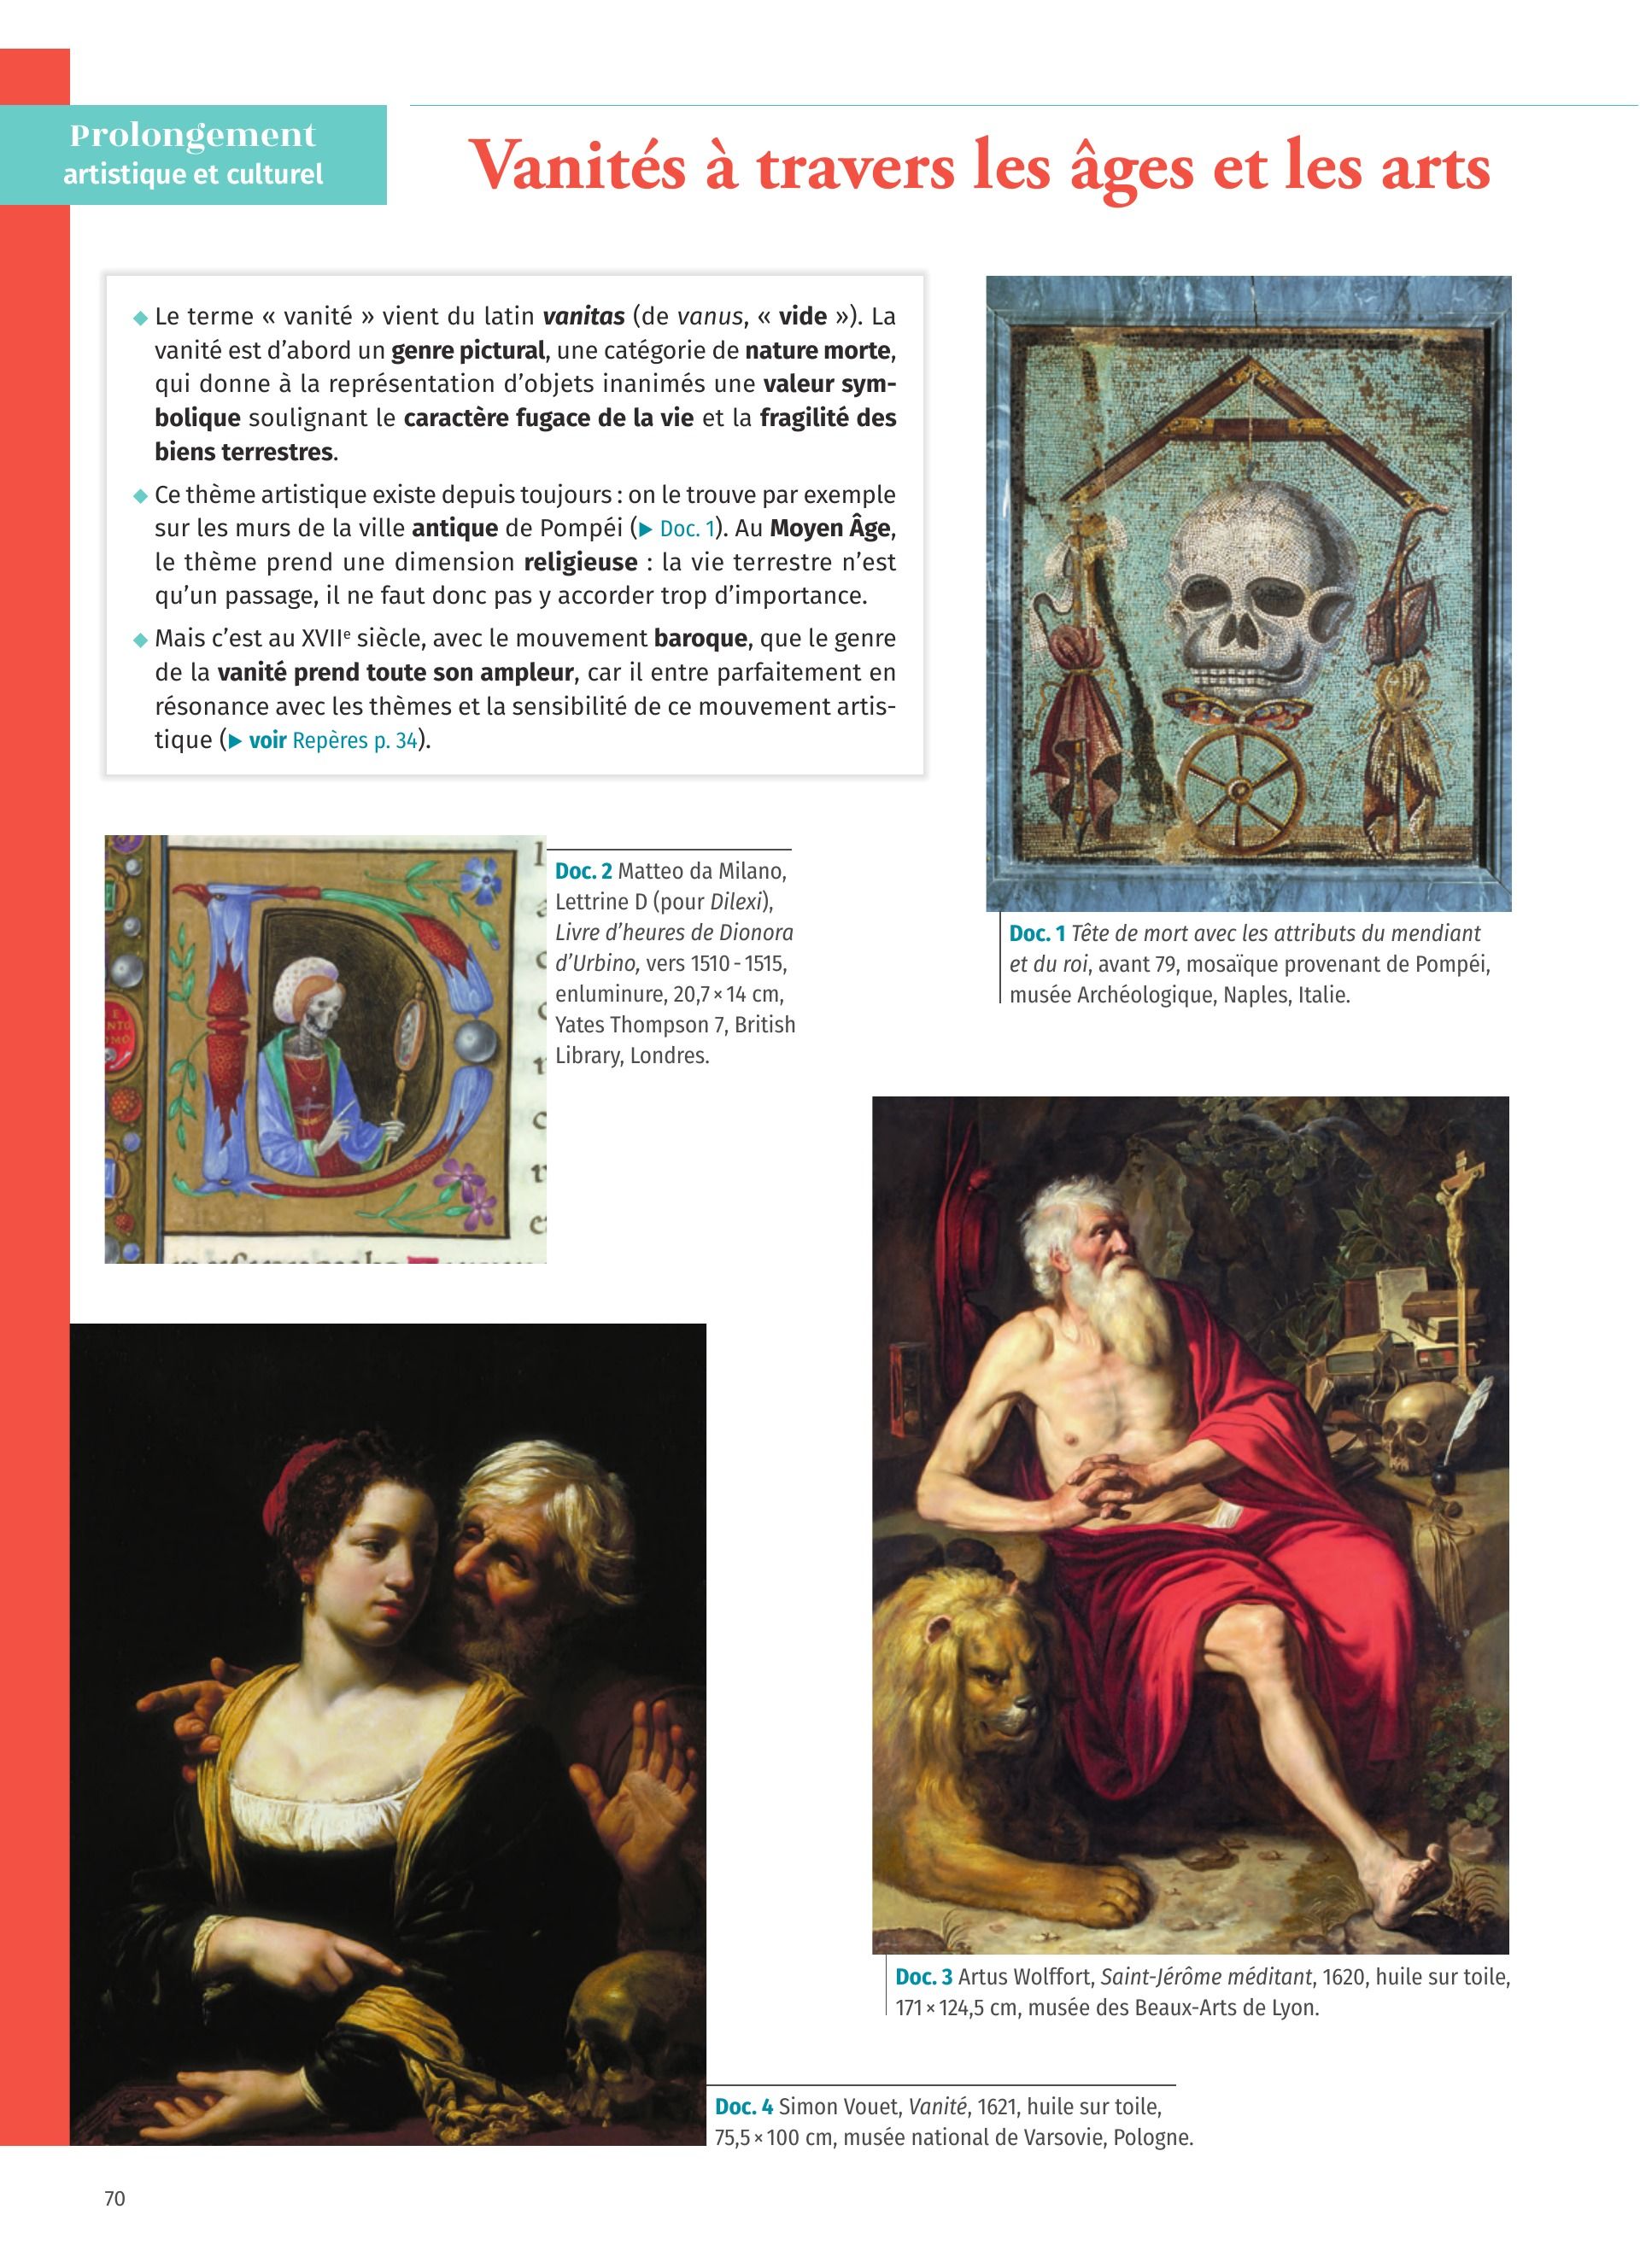 Prolongement
artistique et culturel
Vanités à travers les âges et les arts
◆ Le terme « vanité » vient du latin vanitas (de vanus, « vide »). La
vanité est d’abord un genre pictural, une catégorie de nature morte,
qui donne à la représentation d’objets inanimés une valeur sym-
bolique soulignant le caractère fugace de la vie et la fragilité des
biens terrestres.
◆ Ce thème artistique existe depuis toujours : on le trouve par exemple
sur les murs de la ville antique de Pompéi (▶ Doc. 1). Au Moyen Âge,
le thème prend une dimension religieuse : la vie terrestre n’est
qu’un passage, il ne faut donc pas y accorder trop d’importance.
◆ Mais c’est au XVIIe siècle, avec le mouvement baroque, que le genre
de la vanité prend toute son ampleur, car il entre parfaitement en
résonance avec les thèmes et la sensibilité de ce mouvement artis-
tique (▶ voir Repères p. 34).
Doc. 1 Tête de mort avec les attributs du mendiant
et du roi, avant 79, mosaïque provenant de Pompéi,
musée Archéologique, Naples, Italie.
Doc. 2 Matteo da Milano,
Lettrine D (pour Dilexi),
Livre d’heures de Dionora
d’Urbino, vers 1510 - 1515,
enluminure, 20,7 × 14 cm,
Yates Thompson 7, British
Library, Londres.
D
Doc. 3 Artus Wolffort, Saint-Jérôme méditant, 1620, huile sur toile,
171 × 124,5 cm, musée des Beaux-Arts de Lyon.
Doc. 4 Simon Vouet, Vanité, 1621, huile sur toile,
75,5 × 100 cm, musée national de Varsovie, Pologne.
70